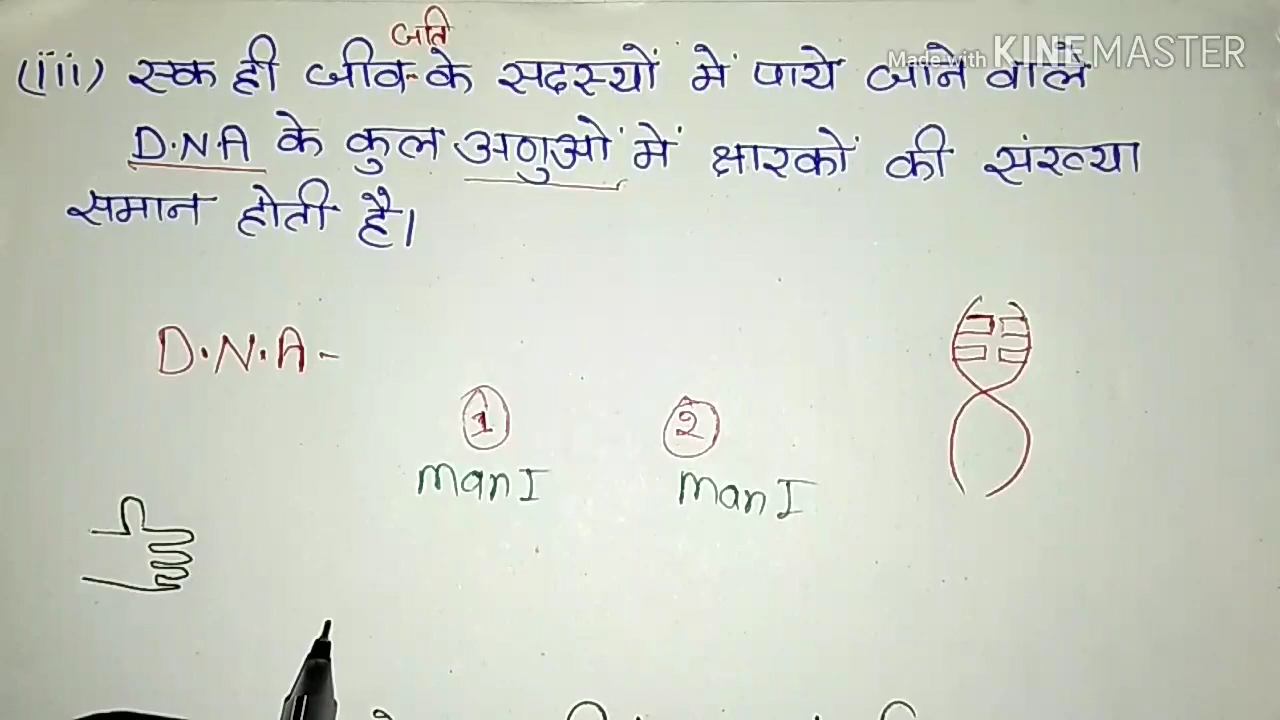 जाति
(iii) एक ही जीव के सदस्यों में पाये जाने वाले
Made with KINEMASTER
D.N.A के कुल अणुओं में क्षारकों की संख्या
समान होती है।
D.N.A -
1 2
Man I Man I